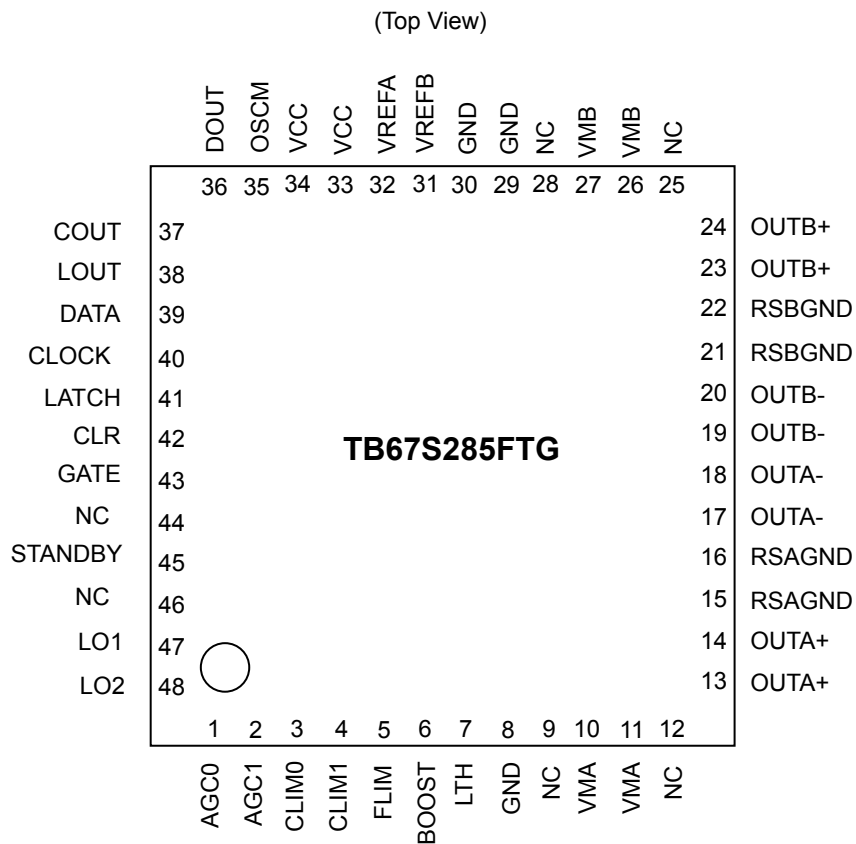 (Top View)
DOUT OSCM VCC VCC VREFA VREFB GND GND NC VMB VMB NC
36 35 34 33 32 31 30 29 28 27 26 25
COUT 37 24 OUTB+
LOUT 38 23 OUTB+
DATA 39 22 RSBGND
CLOCK 40 21 RSBGND
LATCH 41 20 OUTB-
CLR 42 19 OUTB-
TB67S285FTG
GATE 43 18 OUTA-
NC 44 17 OUTA-
STANDBY 45 16 RSAGND
NC 46 15 RSAGND
LO1 47 14 OUTA+
LO2 48 13 OUTA+
1 2 3 4 5 6 7 8 9 10 11 12
AGC0 AGC1 CLIM0 CLIM1 FLIM BOOST LTH GND NC VMA VMA NC